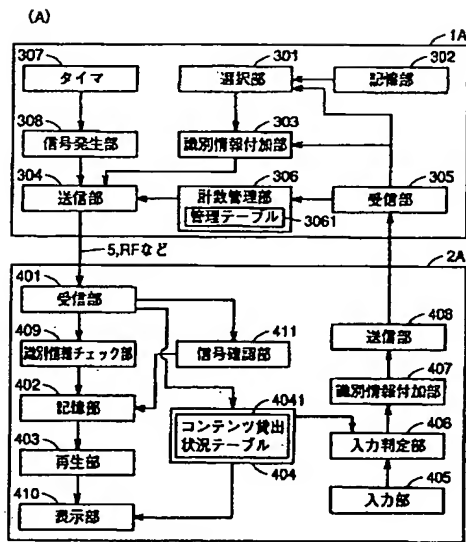 (A)
1A
307
タイマ
301
選択部
302
記憶部
308
信号発生部
303
識別情報付加部
304
送信部
306
計数管理部
管理テーブル
3061
305
受信部
5,RFなど
2A
401
受信部
409
識別情報チェック部
411
信号確認部
408
送信部
407
識別情報付加部
402
記憶部
4041
コンテンツ貸出
状況テーブル
404
406
入力判定部
403
再生部
405
入力部
410
表示部